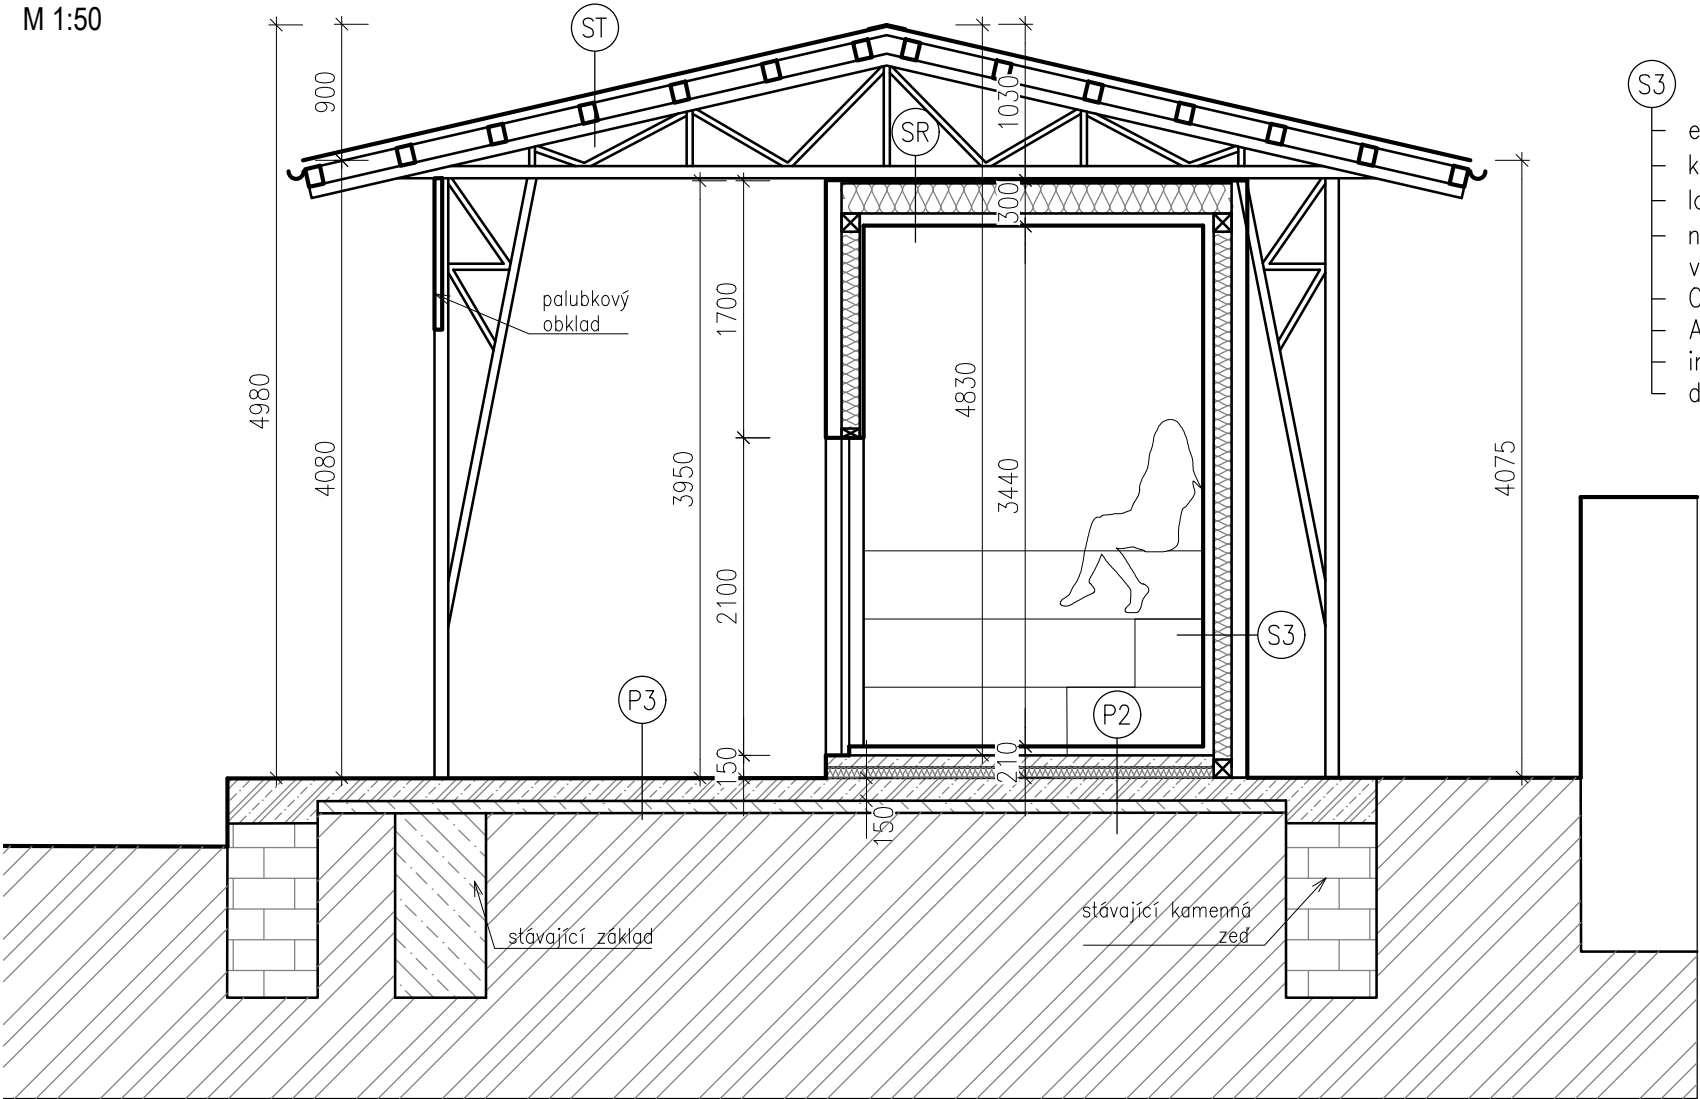 M 1:50
ST
S3
900
1030
SR
e
k
n
v
A
d
300
palubkový
obklad
1700
4980
4830
4080
3950
3440
4075
2100
S3
P3
P2
150
210
150
stávající kamenná
zeď
stávající základ